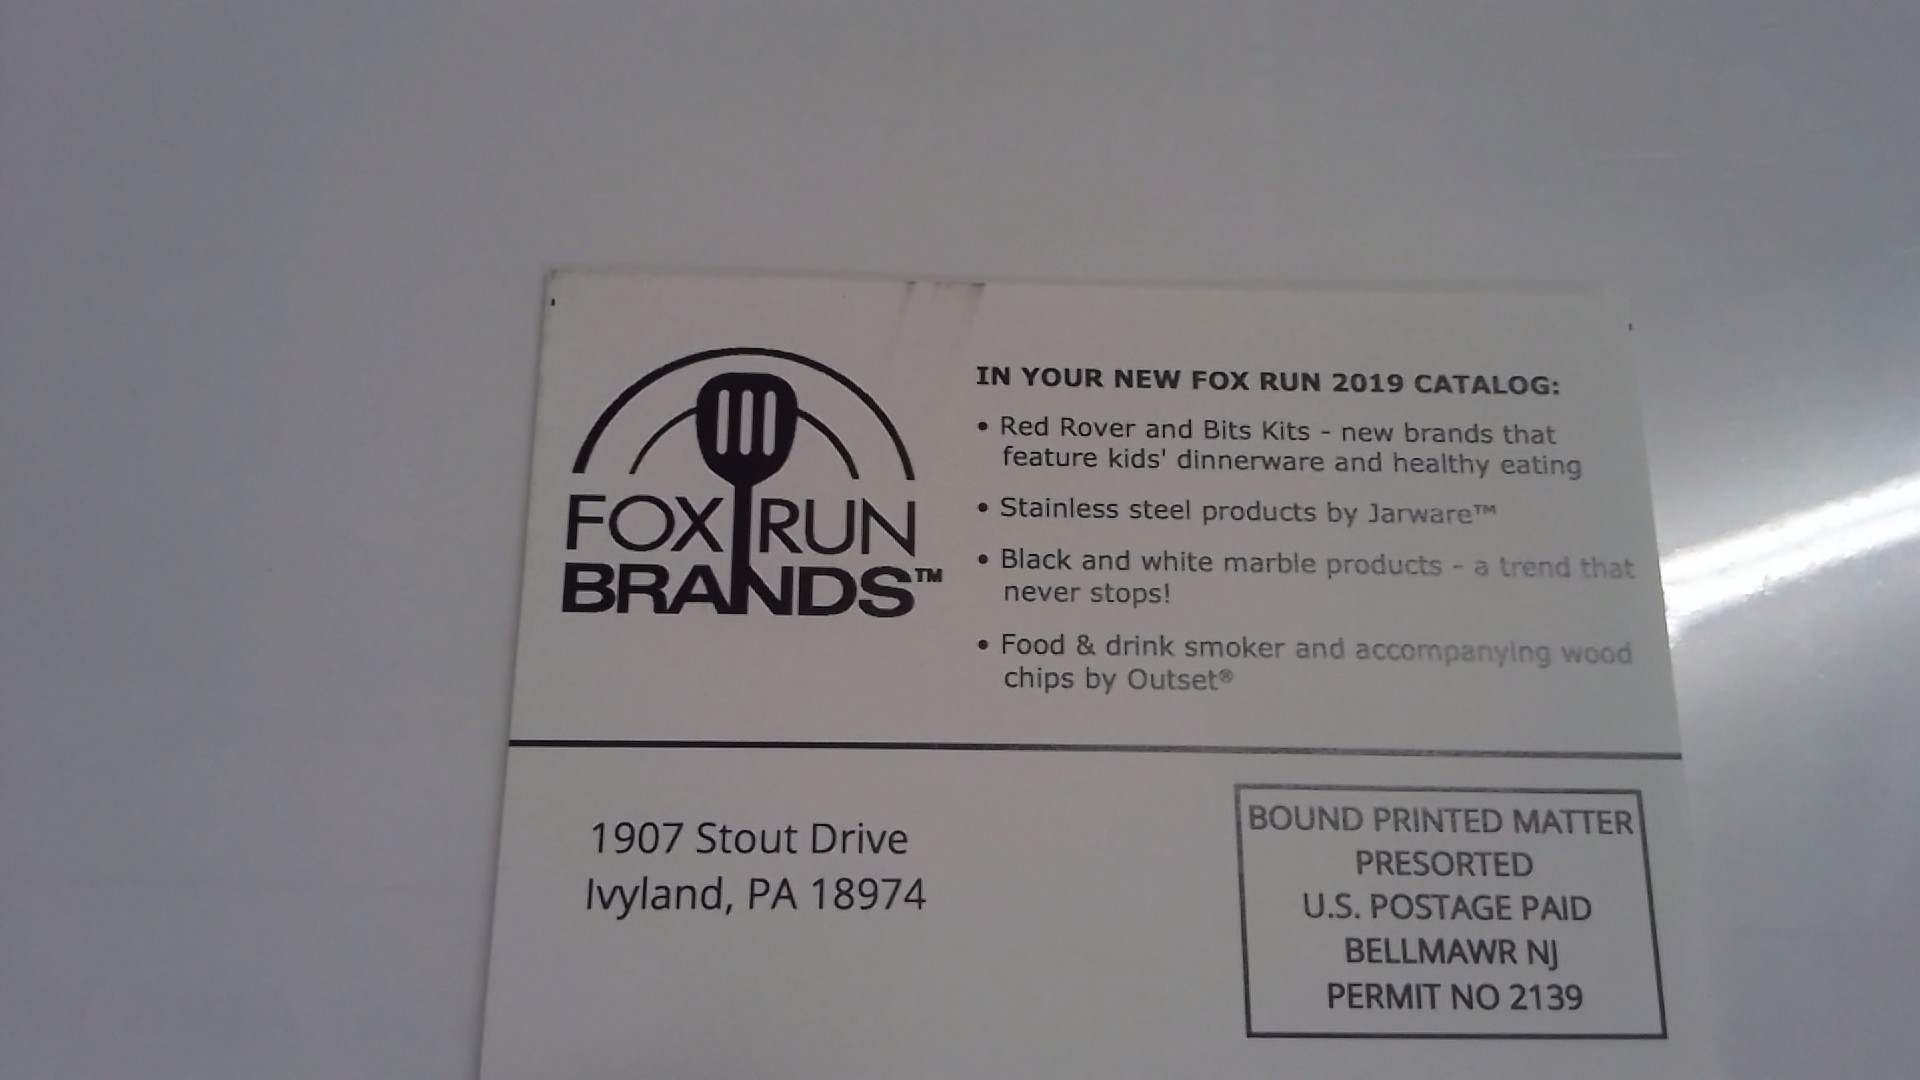 FOX RUN
BRANDS™
IN YOUR NEW FOX RUN 2019 CATALOG:
• Red Rover and Bits Kits - new brands that
feature kids' dinnerware and healthy eating
• Stainless steel products by Jarware™
• Black and white marble products - a trend that
never stops!
• Food & drink smoker and accompanying wood
chips by Outset®
1907 Stout Drive
Ivyland, PA 18974
BOUND PRINTED MATTER
PRESORTED
U.S. POSTAGE PAID
BELLMAWR NJ
PERMIT NO 2139